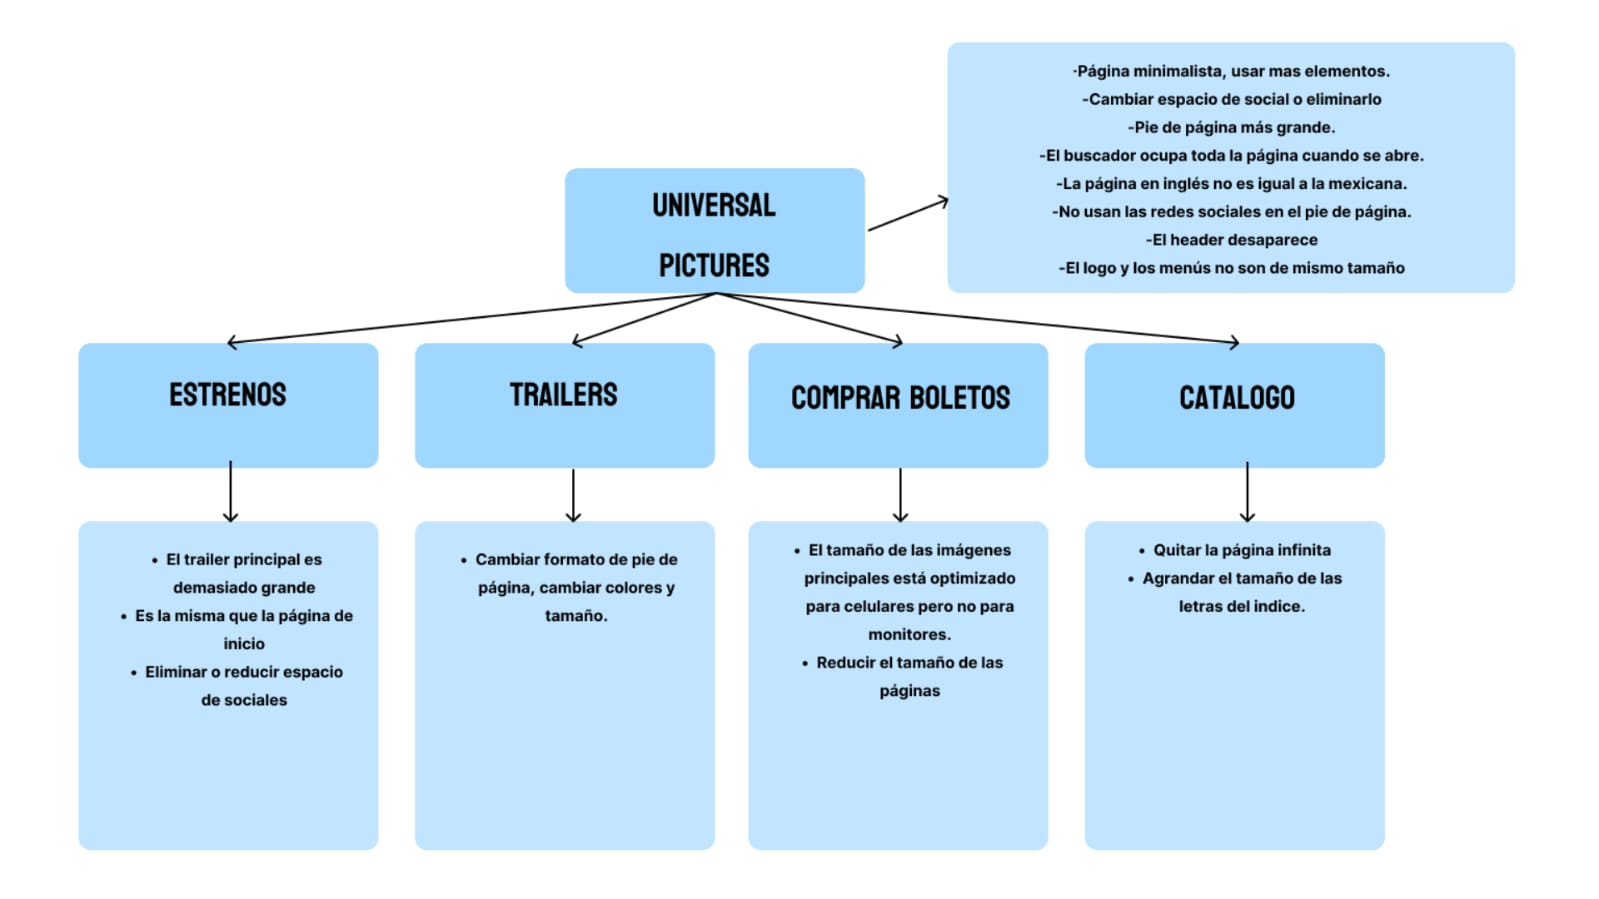 -Página minimalista, usar mas elementos.
-Cambiar espacio de social o eliminarlo
-Pie de página más grande.
-El buscador ocupa toda la página cuando se abre.
-La página en inglés no es igual a la mexicana.
-No usan las redes sociales en el pie de página.
-El header desaparece
-El logo y los menús no son de mismo tamaño
UNIVERSAL
PICTURES
ESTRENOS
TRAILERS
COMPRAR BOLETOS
CATALOGO
• El trailer principal es
demasiado grande
• Es la misma que la página de
inicio
• Eliminar o reducir espacio
de sociales
• Cambiar formato de pie de
página, cambiar colores y
tamaño.
• El tamaño de las imágenes
principales está optimizado
para celulares pero no para
monitores.
• Reducir el tamaño de las
páginas
• Quitar la página infinita
• Agrandar el tamaño de las
letras del indice.